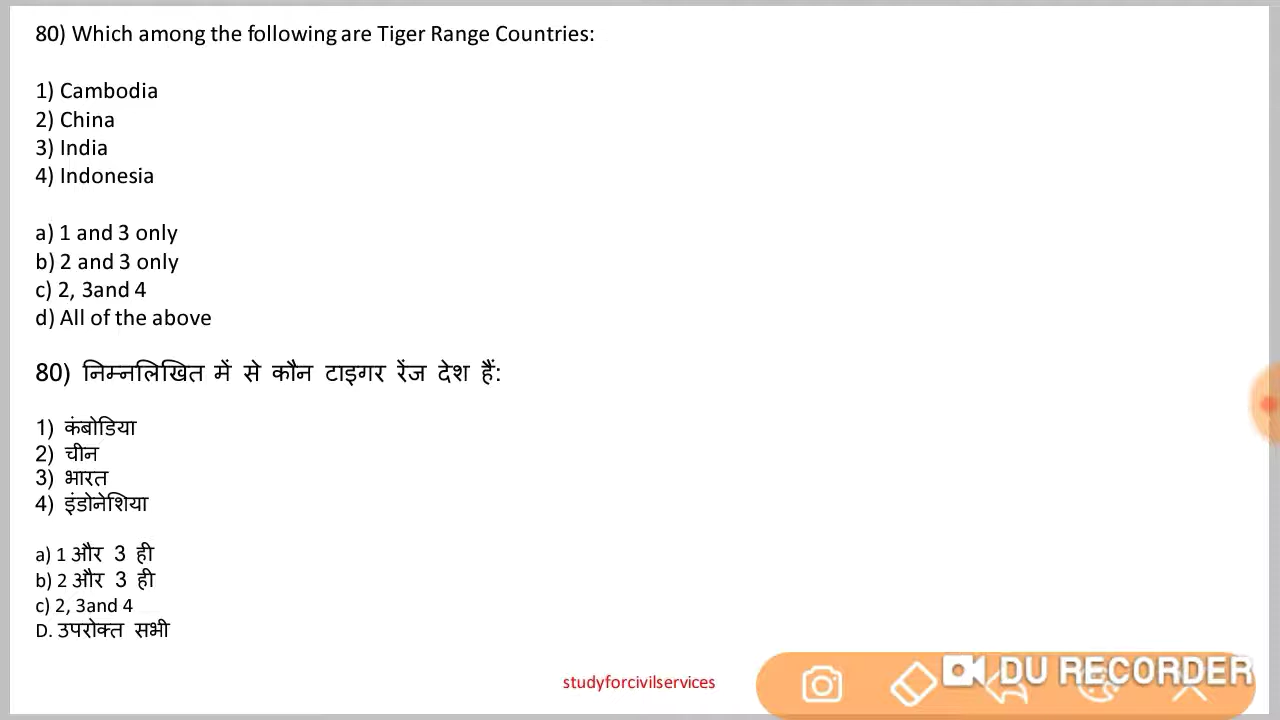 80) Which among the following are Tiger Range Countries:
1) Cambodia
2) China
3) India
4) Indonesia
a) 1 and 3 only
b) 2 and 3 only
c) 2, 3and 4
d) All of the above
80) निम्नलिखित में से कौन टाइगर रेंज देश हैं:
1) कंबोडिया
2) चीन
3) भारत
4) इंडोनेशिया
a) 1 और 3 ही
b) 2 और 3 ही
c) 2, 3and 4
D. उपरोक्त सभी
studyforcivilservices
DU RECORDER